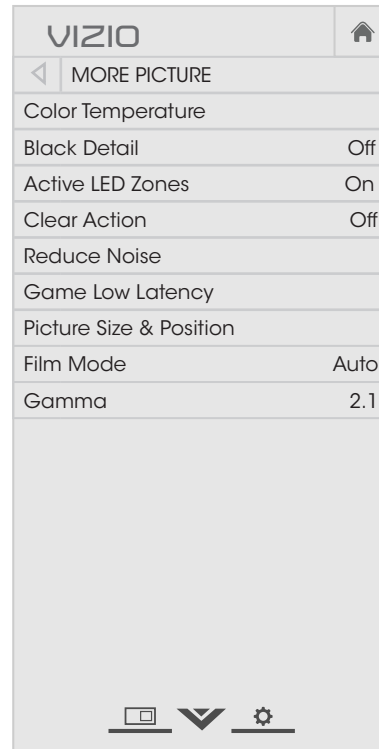 VIZIO
MORE PICTURE
Color Temperature
Black Detail Off
Active LED Zones On
Clear Action Off
Reduce Noise
Game Low Latency
Picture Size & Position
Film Mode Auto
Gamma 2.1